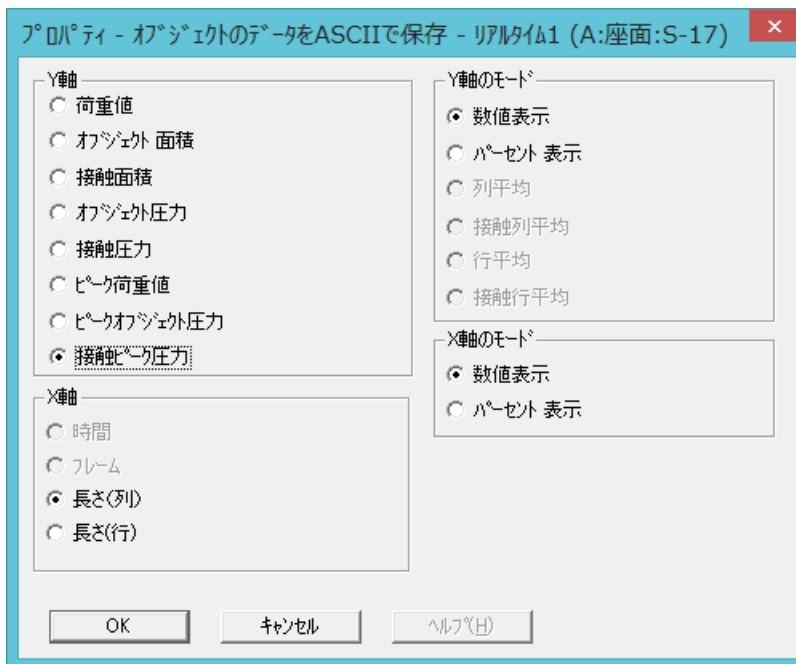 プロパティ - オブジェクトのデータをASCIIで保存 - リアルタイム1 (A:座面:S-17)
Y軸
荷重値
オブジェクト 面積
接触面積
オブジェクト圧力
接触圧力
ピーク荷重値
ピークオブジェクト圧力
接触ピーク圧力
X軸
時間
フレーム
長さ(列)
長さ(行)
Y軸のモード
数値表示
パーセント 表示
列平均
接触列平均
行平均
接触行平均
X軸のモード
数値表示
パーセント 表示
OK
キャンセル
ヘルプ(H)